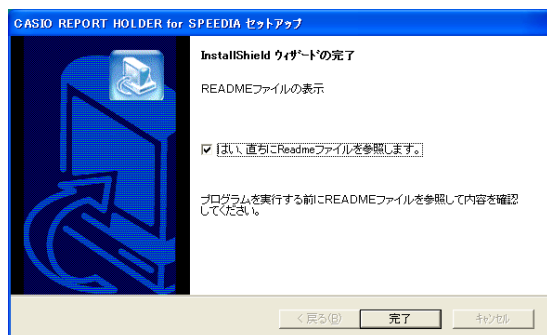 CASIO REPORT HOLDER for SPEEDIA セットアップ
InstallShield ウィザードの完了
READMEファイルの表示
はい、直ちにReadmeファイルを参照します。
プログラムを実行する前にREADMEファイルを参照して内容を確認
してください。
< 戻る(B)
完了
キャンセル